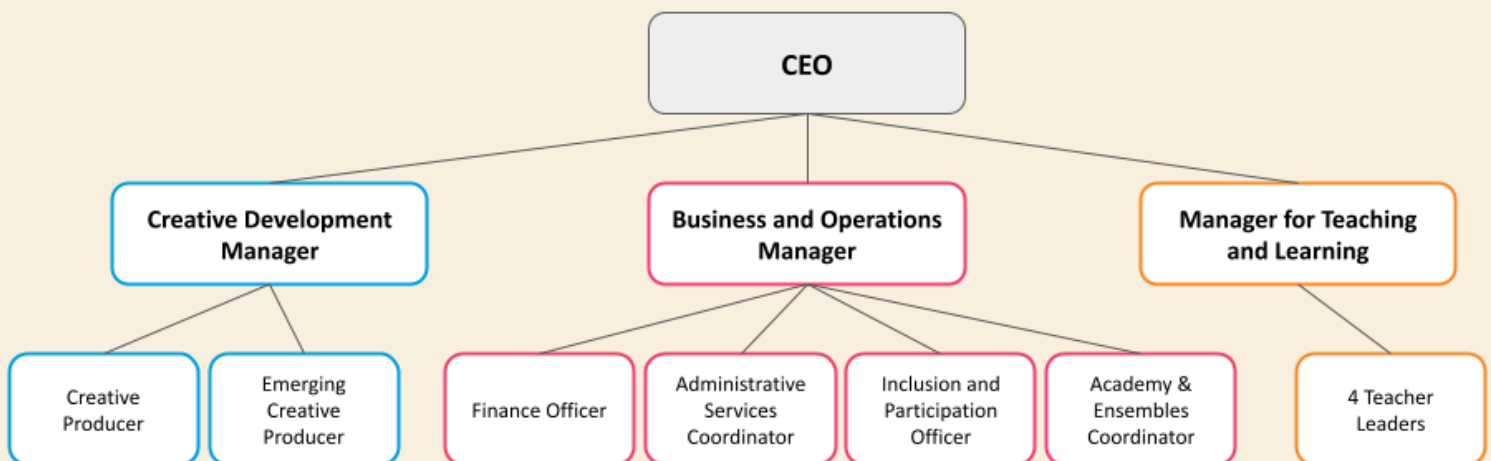 CEO
Creative Development
Manager
Business and Operations
Manager
Manager for Teaching
and Learning
Creative
Producer
Emerging
Creative
Producer
Finance Officer
Administrative
Services
Coordinator
Inclusion and
Participation
Officer
Academy &
Ensembles
Coordinator
4 Teacher
Leaders